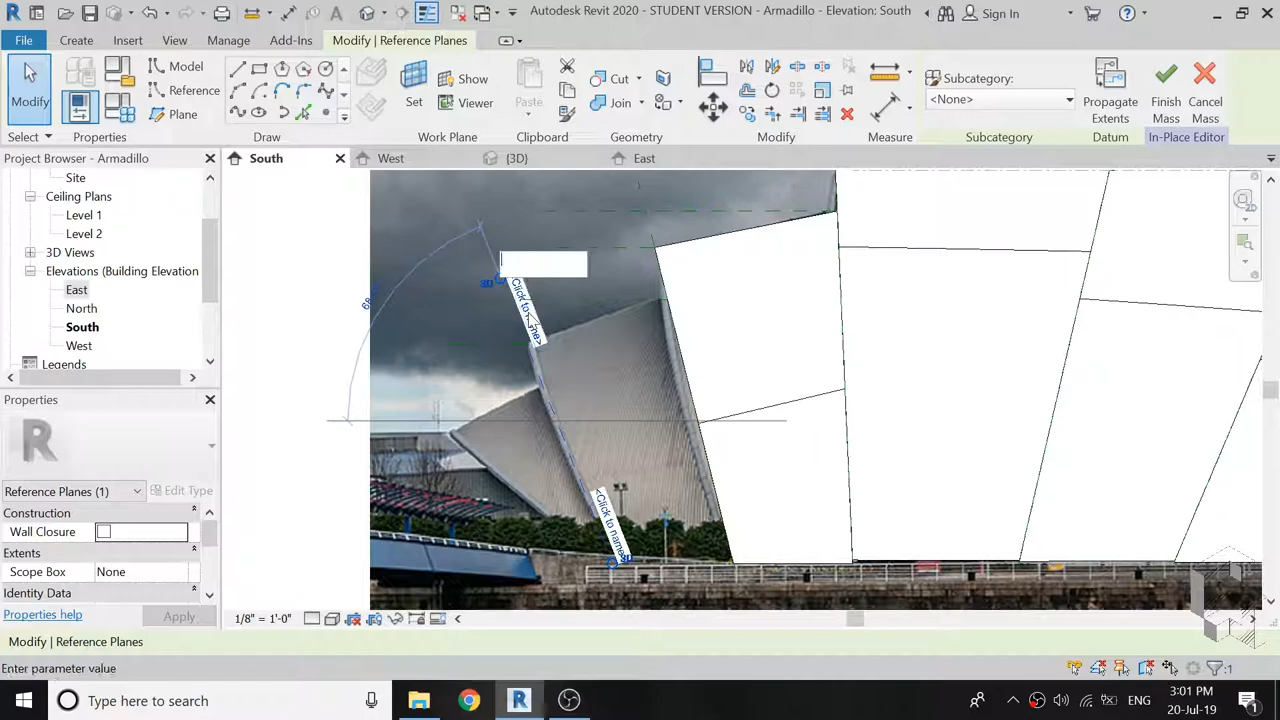 Autodesk Revit 2020 - STUDENT VERSION - Armadillo - Elevation: South
Sign In
File
Create
Insert
View
Manage
Add-Ins
Modify | Reference Planes
Modify
Model
Reference
Plane
Set
Show
Viewer
Paste
Cut
Join
Subcategory:
<None>
Propagate Extents
Finish Mass
Cancel Mass
Select
Properties
Draw
Work Plane
Clipboard
Geometry
Modify
Measure
Subcategory
Datum
In-Place Editor
Project Browser - Armadillo
South
West
{3D}
East
Site
Ceiling Plans
Level 1
Level 2
3D Views
Elevations (Building Elevation
East
North
South
West
Legends
Properties
Reference Planes (1)
Edit Type
Construction
Wall Closure
Extents
Scope Box
None
Identity Data
Properties help
Apply
3D
<Click to name>
3D
1/8" = 1'-0"
Modify | Reference Planes
Enter parameter value
:1
Type here to search
ENG
3:01 PM
20-Jul-19